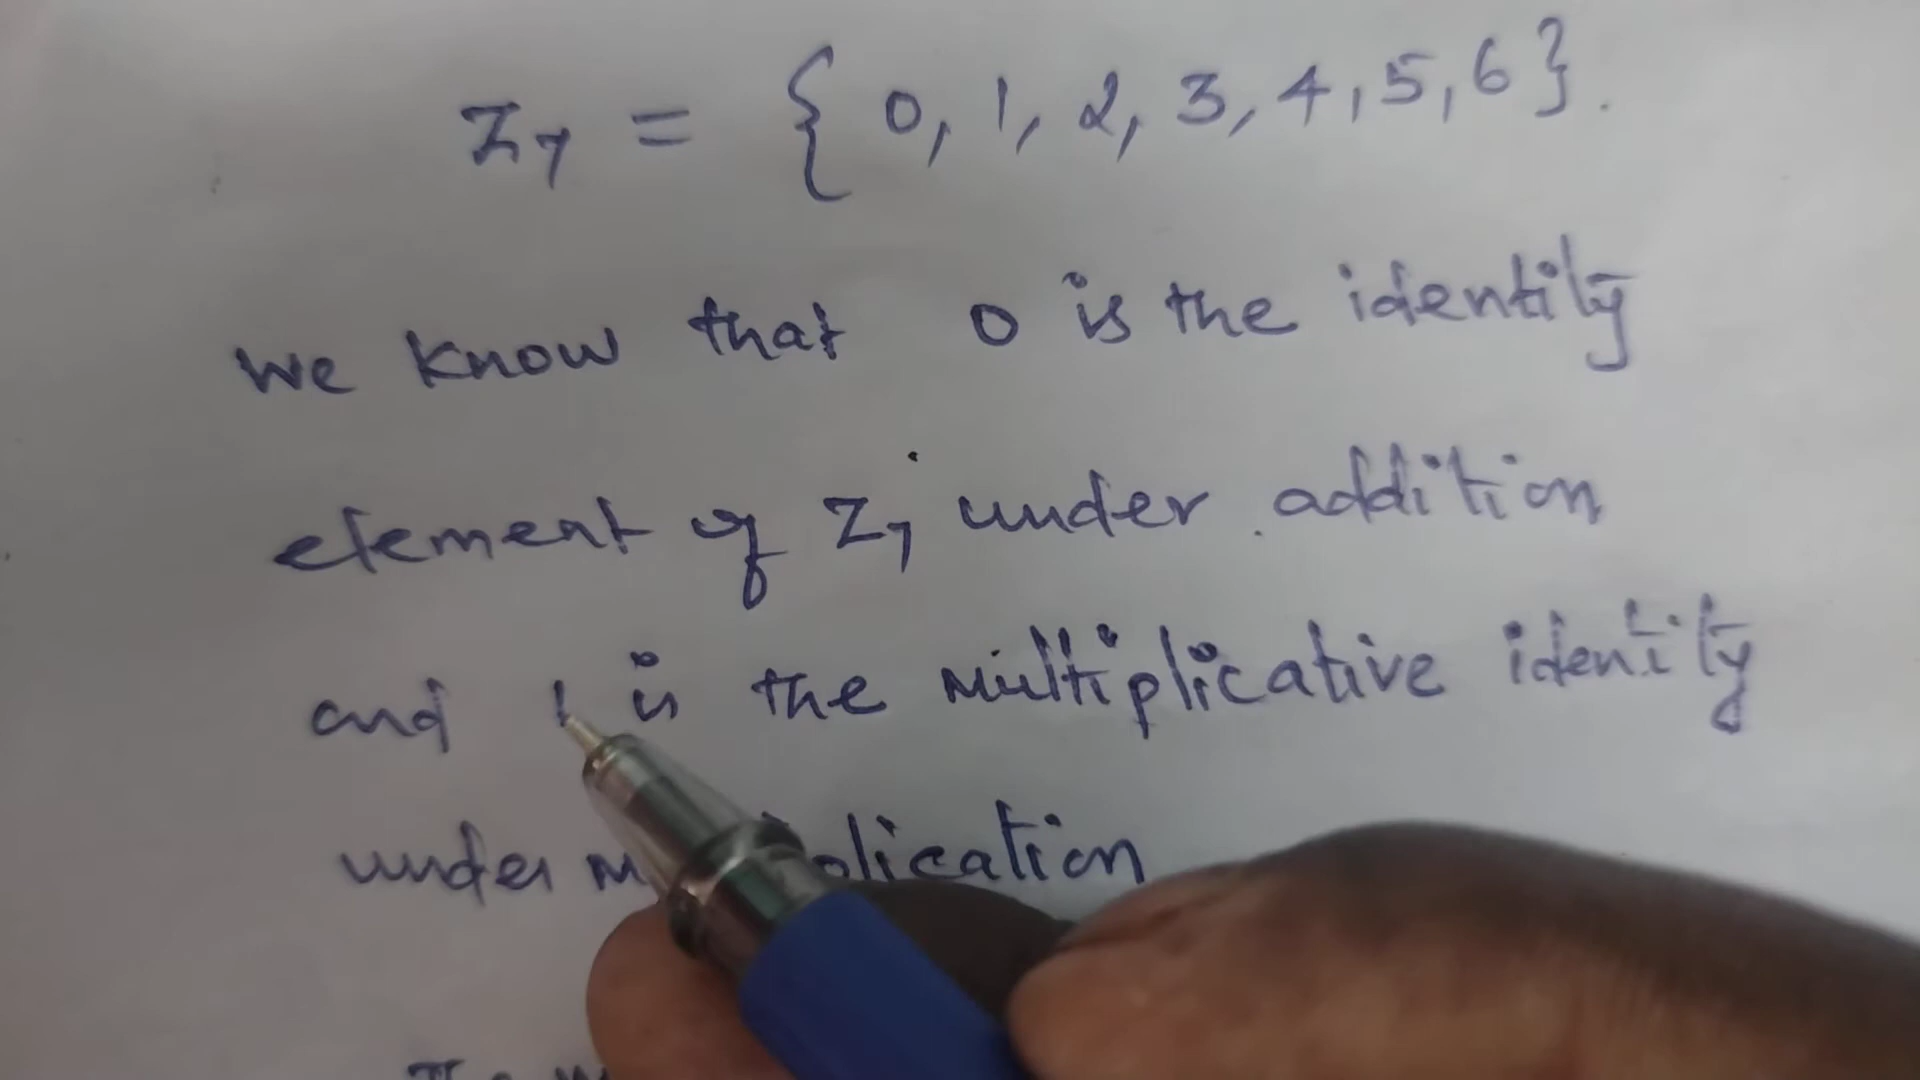 Z7 = { 0, 1, 2, 3, 4, 5, 6 }.
We know that 0 is the identity
element of Z7 under addition
and 1 is the multiplicative identity
under